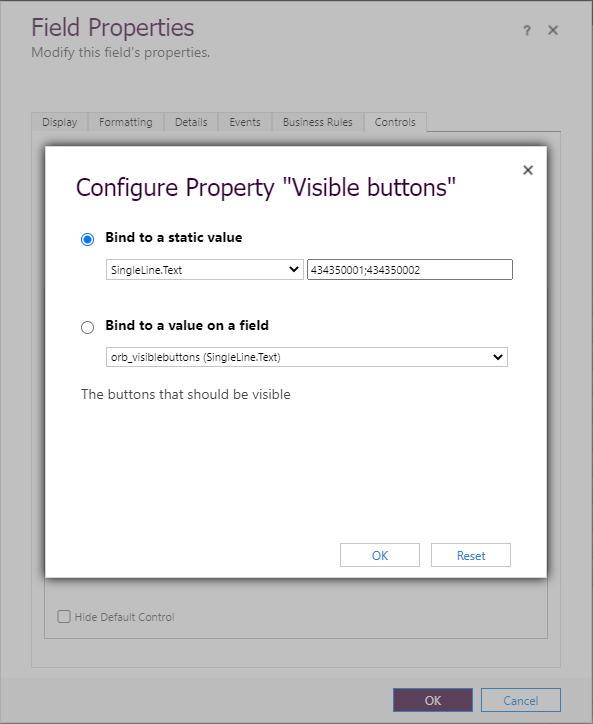 Field Properties
? ×
Modify this field's properties.
Display Formatting Details Events Business Rules Controls
×
Configure Property "Visible buttons"
Bind to a static value
SingleLine.Text 434350001;434350002
Bind to a value on a field
orb_visiblebuttons (SingleLine.Text)
The buttons that should be visible
OK Reset
Hide Default Control
OK Cancel